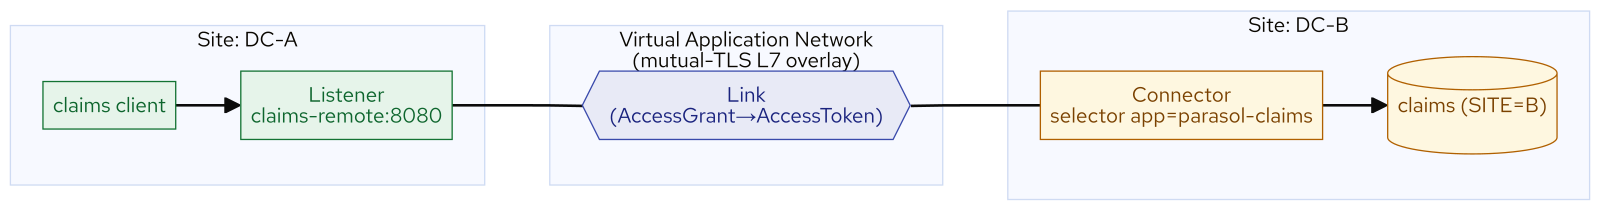 Site: DC-A
claims client
Listener
claims-remote:8080
Virtual Application Network
(mutual-TLS L7 overlay)
Link
(AccessGrant→AccessToken)
Site: DC-B
Connector
selector app=parasol-claims
claims (SITE=B)